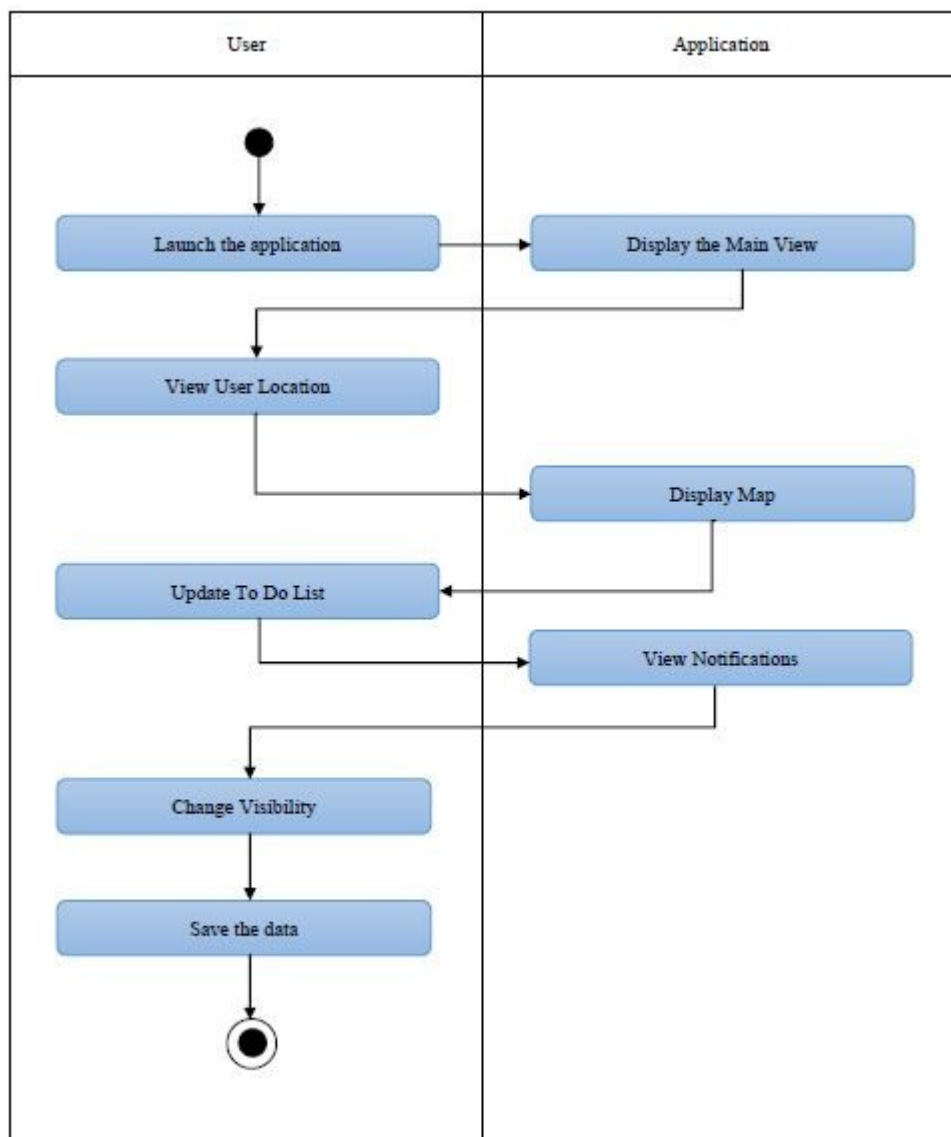 User
Application
Launch the application
Display the Main View
View User Location
Display Map
Update To Do List
View Notifications
Change Visibility
Save the data